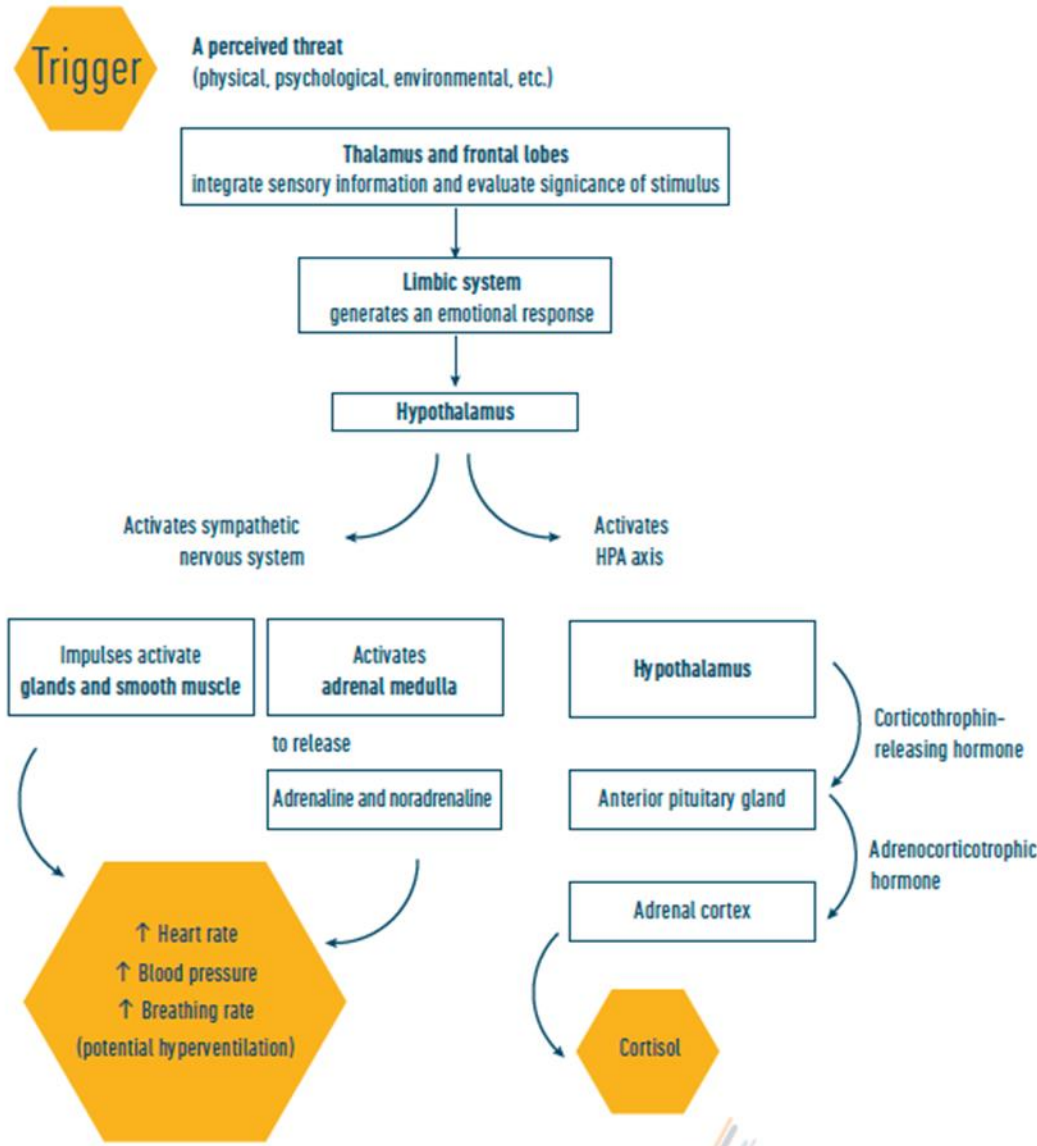 Trigger
A perceived threat
(physical, psychological, environmental, etc.)
Thalamus and frontal lobes
integrate sensory information and evaluate signicance of stimulus
Limbic system
generates an emotional response
Hypothalamus
Activates sympathetic
nervous system
Activates
HPA axis
Impulses activate
glands and smooth muscle
Activates
adrenal medulla
to release
Adrenaline and noradrenaline
Hypothalamus
Corticothrophin-
releasing hormone
Anterior pituitary gland
Adrenocorticotrophic
hormone
Adrenal cortex
↑ Heart rate
↑ Blood pressure
↑ Breathing rate
(potential hyperventilation)
Cortisol